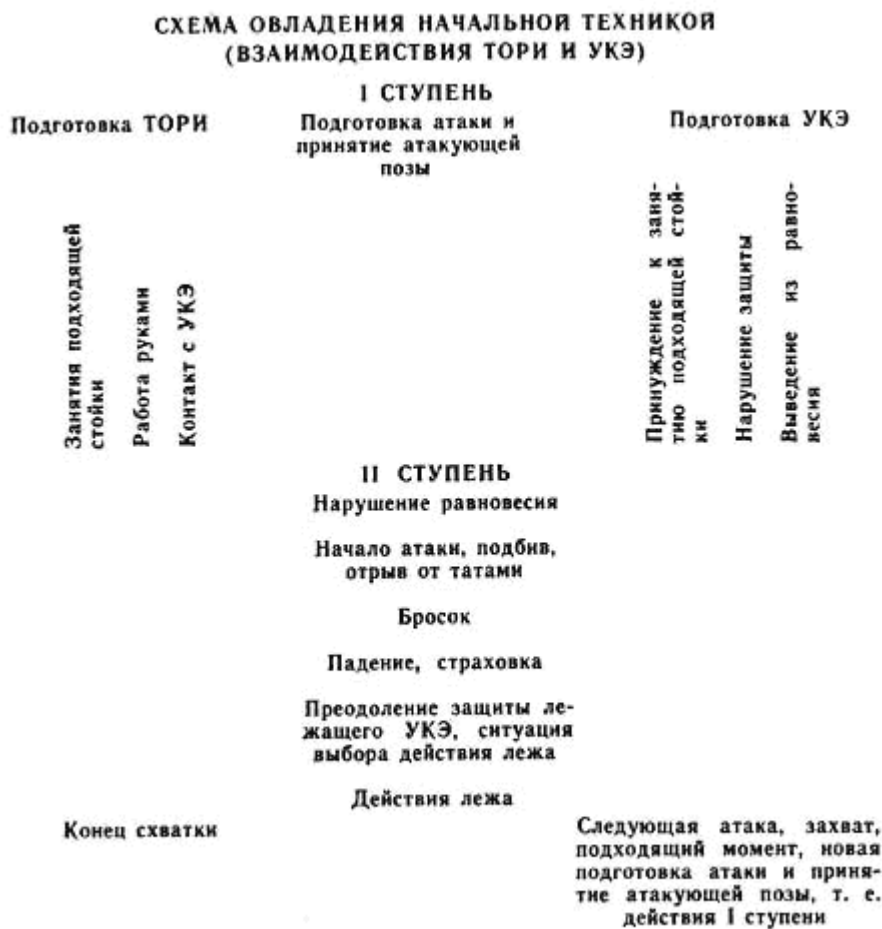 СХЕМА ОВЛАДЕНИЯ НАЧАЛЬНОЙ ТЕХНИКОЙ
(ВЗАИМОДЕЙСТВИЯ ТОРИ И УКЭ)
I СТУПЕНЬ
Подготовка ТОРИ
Подготовка атаки и
принятие атакующей
позы
Подготовка УКЭ
Занятия подходящей
стойки
Работа руками
Контакт с УКЭ
Принуждение к заня-
тию подходящей стой-
ки
Нарушение защиты
Выведение из равно-
весия
II СТУПЕНЬ
Нарушение равновесия
Начало атаки, подбив,
отрыв от татами
Бросок
Падение, страховка
Преодоление защиты ле-
жащего УКЭ, ситуация
выбора действия лежа
Действия лежа
Конец схватки
Следующая атака, захват,
подходящий момент, новая
подготовка атаки и приня-
тие атакующей позы, т. е.
действия I ступени